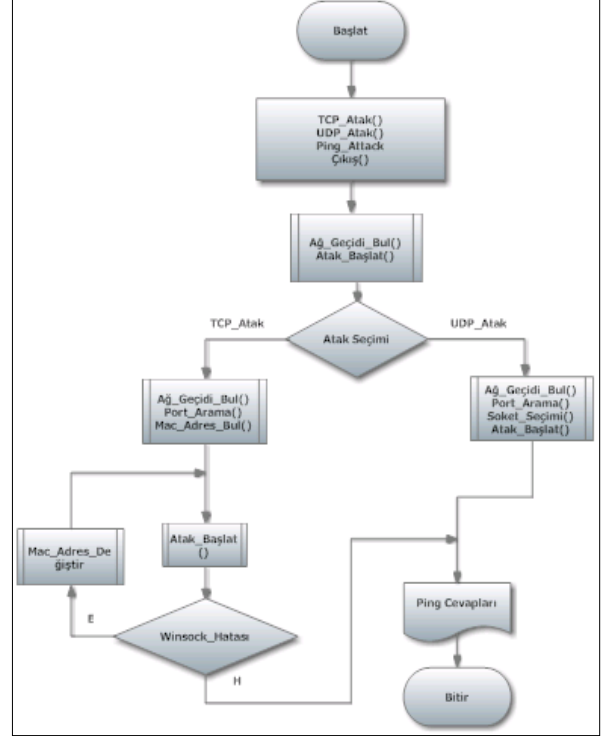 Başlat
TCP_Atak()
UDP_Atak()
Ping_Attack
Çıkış()
Ağ_Geçidi_Bul()
Atak_Başlat()
TCP_Atak
UDP_Atak
Atak Seçimi
Ağ_Geçidi_Bul()
Port_Arama()
Mac_Adres_Bul()
Ağ_Geçidi_Bul()
Port_Arama()
Soket_Seçimi()
Atak_Başlat()
Mac_Adres_De
ğiştir
Atak_Başlat
()
Ping Cevapları
E
Winsock_Hatası
H
Bitir